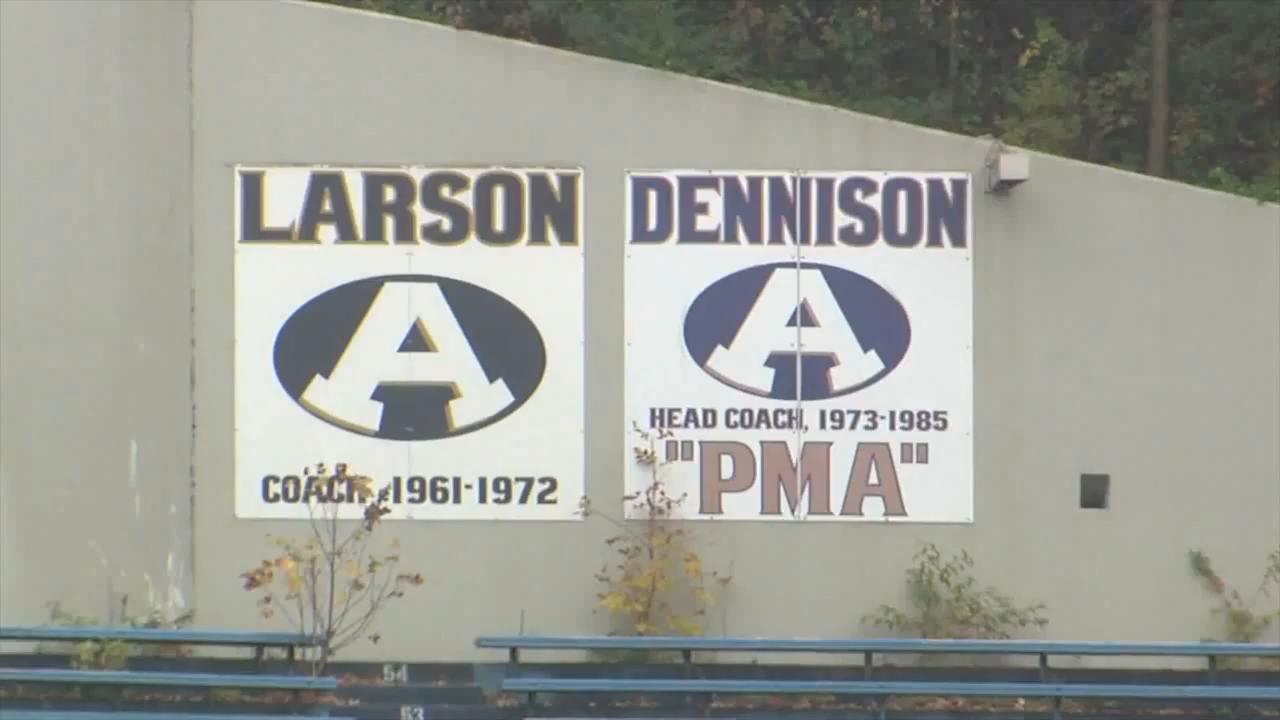 LARSON
A
COACH, 1961-1972
DENNISON
A
HEAD COACH, 1973-1985
"PMA"
54
53